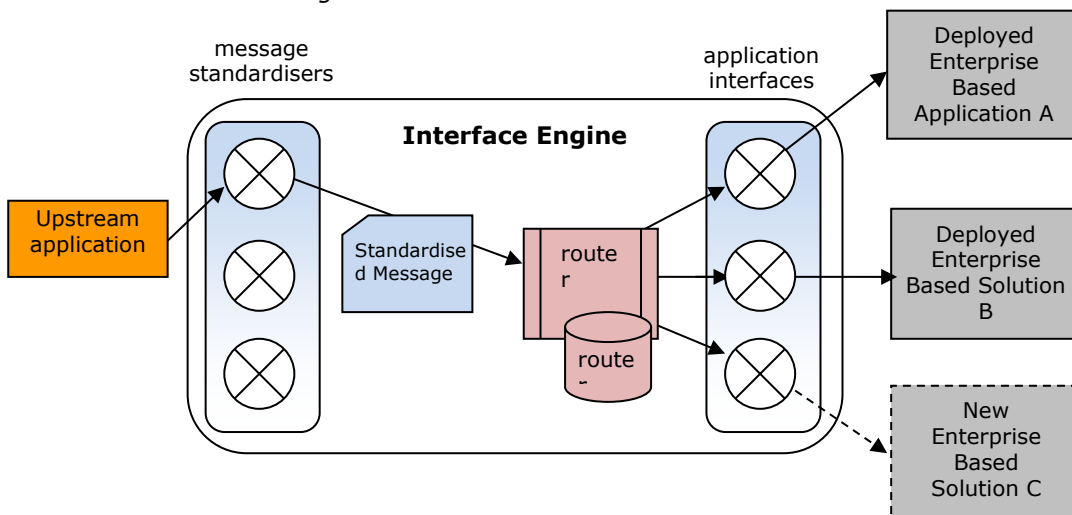 message
standardisers
application
interfaces
Interface Engine
Upstream
application
Standardise
d Message
route
r
route
Deployed
Enterprise
Based
Application A
Deployed
Enterprise
Based Solution
B
New
Enterprise
Based
Solution C